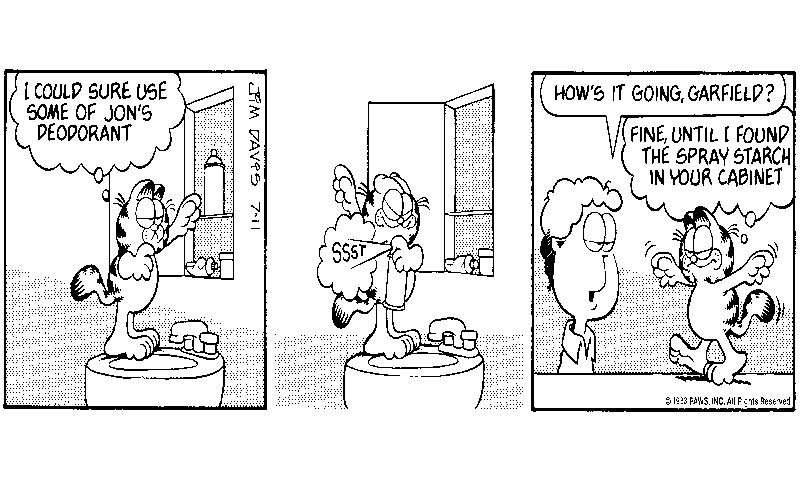 I COULD SURE USE
SOME OF JON'S
DEODORANT
JIM DAVIS 7-11
SSST
HOW'S IT GOING, GARFIELD?
FINE, UNTIL I FOUND
THE SPRAY STARCH
IN YOUR CABINET
© 1983 PAWS, INC. All Rights Reserved